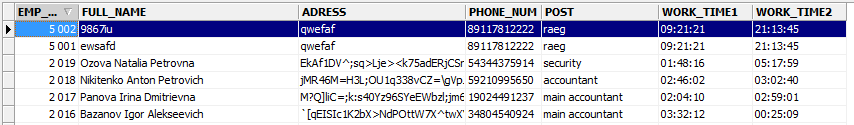 EMP_... FULL_NAME ADRESS PHONE_NUM POST WORK_TIME1 WORK_TIME2
5 002 9867iu qwefaf 89117812222 raeg 09:21:21 21:13:45
5 001 ewsafd qwefaf 89117812222 raeg 09:21:21 21:13:45
2 019 Ozova Natalia Petrovna EkAf1DV^;sq>Lje><k75adERjCSr 54344375914 security 01:48:16 05:17:59
2 018 Nikitenko Anton Petrovich jMR46M=H3L;OU1q338vCZ=\gVp. 59210995650 accountant 02:46:02 03:02:40
2 017 Panova Irina Dmitrievna M?Q]liC=;k:s40Yz96SYeEWbzl;jm6 19024491237 main accountant 02:04:10 02:59:01
2 016 Bazanov Igor Alekseevich `[qEISIc1K2bX>NdPOttW7X^twX 34804540924 main accountant 03:32:12 00:25:09